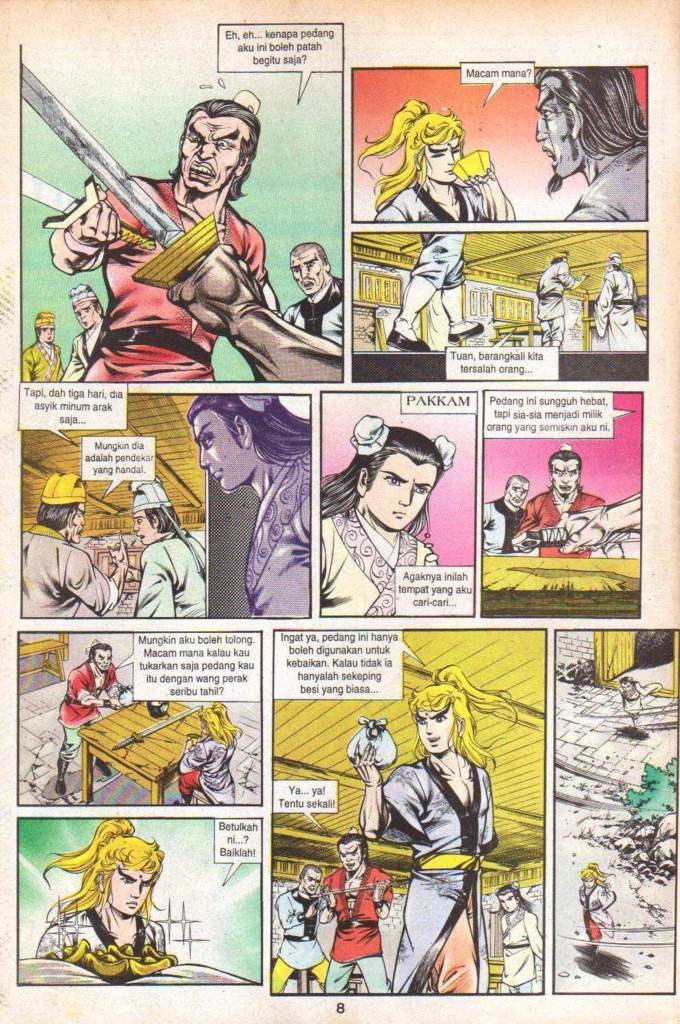 Eh, eh... kenapa pedang
aku ini boleh patah
begitu saja?
Macam mana?
Tuan, barangkali kita
tersalah orang...
Tapi, dah tiga hari, dia
asyik minum arak
saja...
Mungkin dia
adalah pendekar
yang handal.
PAKKAM
Agaknya inilah
tempat yang aku
cari-cari...
Pedang ini sungguh hebat,
tapi sia-sia menjadi milik
orang yang semiskin aku ni.
Mungkin aku boleh tolong.
Macam mana kalau kau
tukarkan saja pedang kau
itu dengan wang perak
seribu tahil?
Betulkah
ni...?
Baiklah!
Ingat ya, pedang ini hanya
boleh digunakan untuk
kebaikan. Kalau tidak ia
hanyalah sekeping
besi yang biasa...
Ya... ya!
Tentu sekali!
8